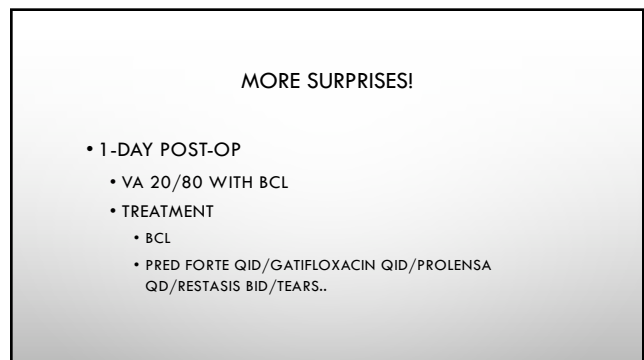 MORE SURPRISES!
• 1-DAY POST-OP
• VA 20/80 WITH BCL
• TREATMENT
• BCL
• PRED FORTE QID/GATIFLOXACIN QID/PROLENSA
QD/RESTASIS BID/TEARS..